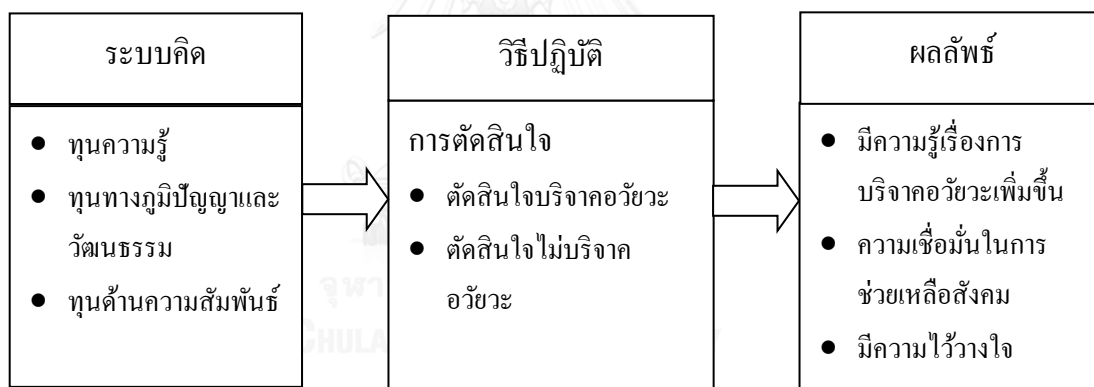 ระบบคิด
● ทุนความรู้
● ทุนทางภูมิปัญญาและ
วัฒนธรรม
● ทุนด้านความสัมพันธ์
วิธีปฏิบัติ
การตัดสินใจ
● ตัดสินใจบริจาคอวัยวะ
● ตัดสินใจไม่บริจาค
อวัยวะ
ผลลัพธ์
● มีความรู้เรื่องการ
บริจาคอวัยวะเพิ่มขึ้น
● ความเชื่อมั่นในการ
ช่วยเหลือสังคม
● มีความไว้วางใจ